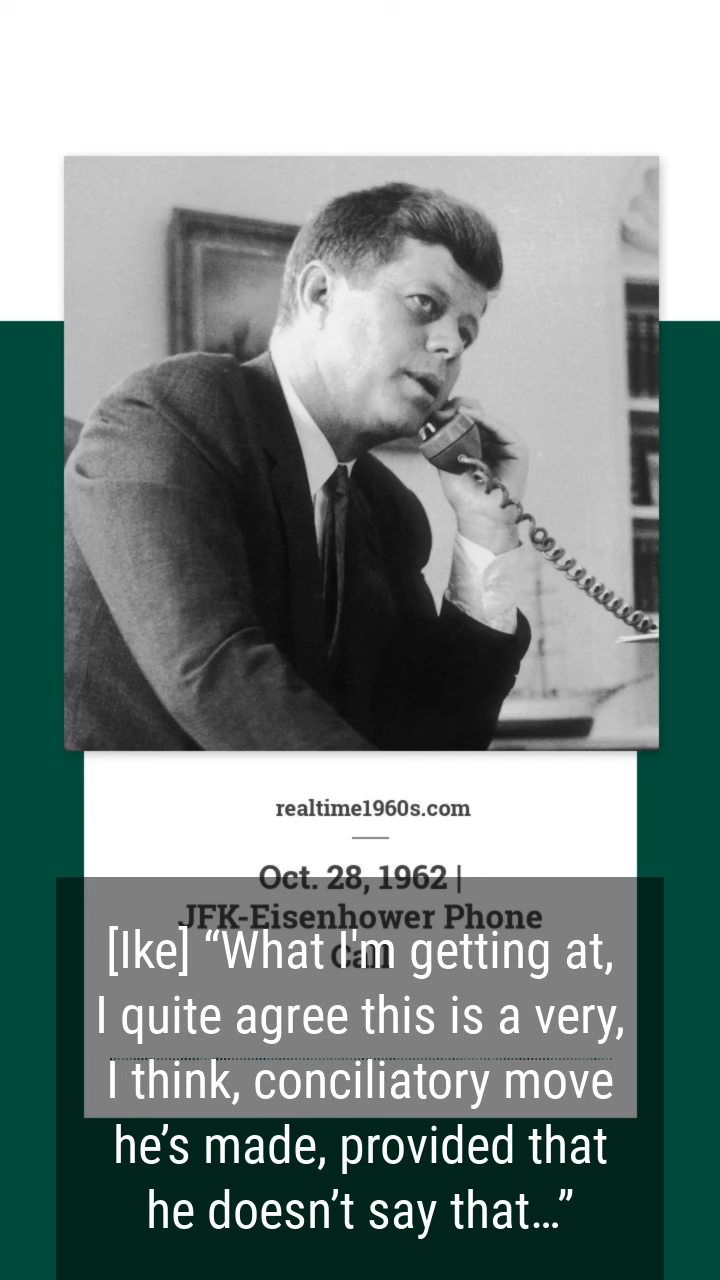 realtime1960s.com
Oct. 28, 1962 |
JFK-Eisenhower Phone
Call
[Ike] “What I'm getting at,
I quite agree this is a very,
I think, conciliatory move
he’s made, provided that
he doesn’t say that…”